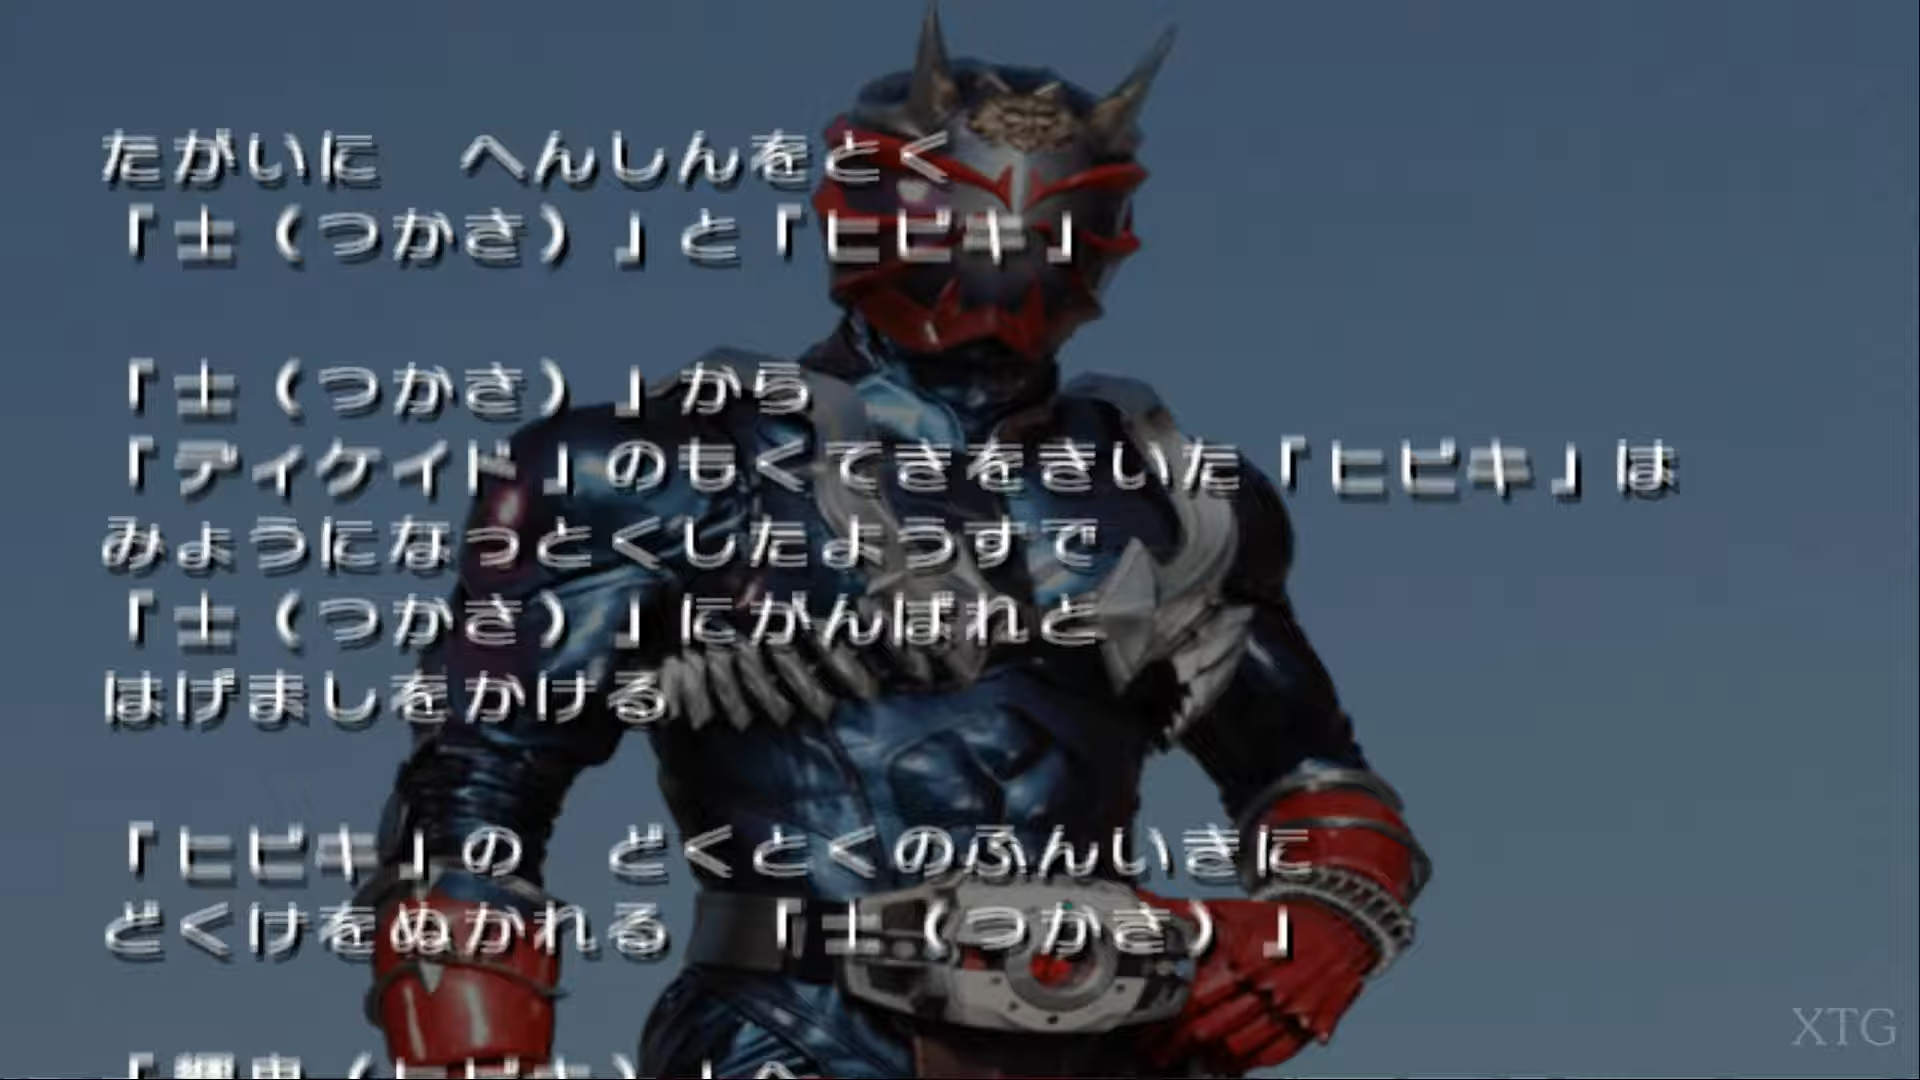 たがいに　へんしんをとく
「士（つかさ）」と「ヒビキ」
「士（つかさ）」から
「ディケイド」のもくてきをきいた「ヒビキ」は
みょうになっとくしたようすで
「士（つかさ）」にがんばれと
はげましをかける
「ヒビキ」の　どくとくのふんいきに
どくけをぬかれる　「士（つかさ）」
XTG